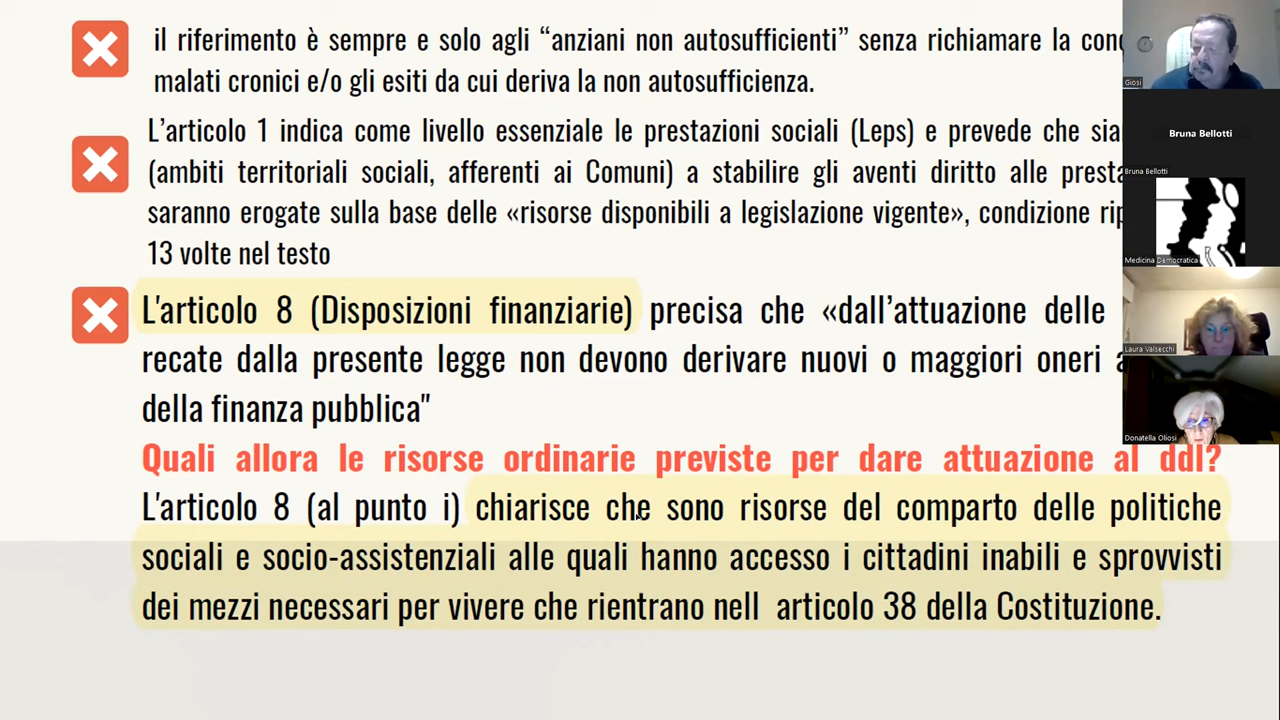 il riferimento è sempre e solo agli “anziani non autosufficienti” senza richiamare la
malati cronici e/o gli esiti da cui deriva la non autosufficienza.
L’articolo 1 indica come livello essenziale le prestazioni sociali (Leps) e prevede che
(ambiti territoriali sociali, afferenti ai Comuni) a stabilire gli aventi diritto alle
saranno erogate sulla base delle «risorse disponibili a legislazione vigente», condizione
13 volte nel testo
L'articolo 8 (Disposizioni finanziarie) precisa che «dall’attuazione delle
recate dalla presente legge non devono derivare nuovi o maggiori oneri
della finanza pubblica"
Quali allora le risorse ordinarie previste per dare attuazione al ddl?
L'articolo 8 (al punto i) chiarisce che sono risorse del comparto delle politiche
sociali e socio-assistenziali alle quali hanno accesso i cittadini inabili e sprovvisti
dei mezzi necessari per vivere che rientrano nell articolo 38 della Costituzione.
Giosi
Bruna Bellotti
Bruna Bellotti
Medicina Democratica
Laura Valsecchi
Donatella Oliosi